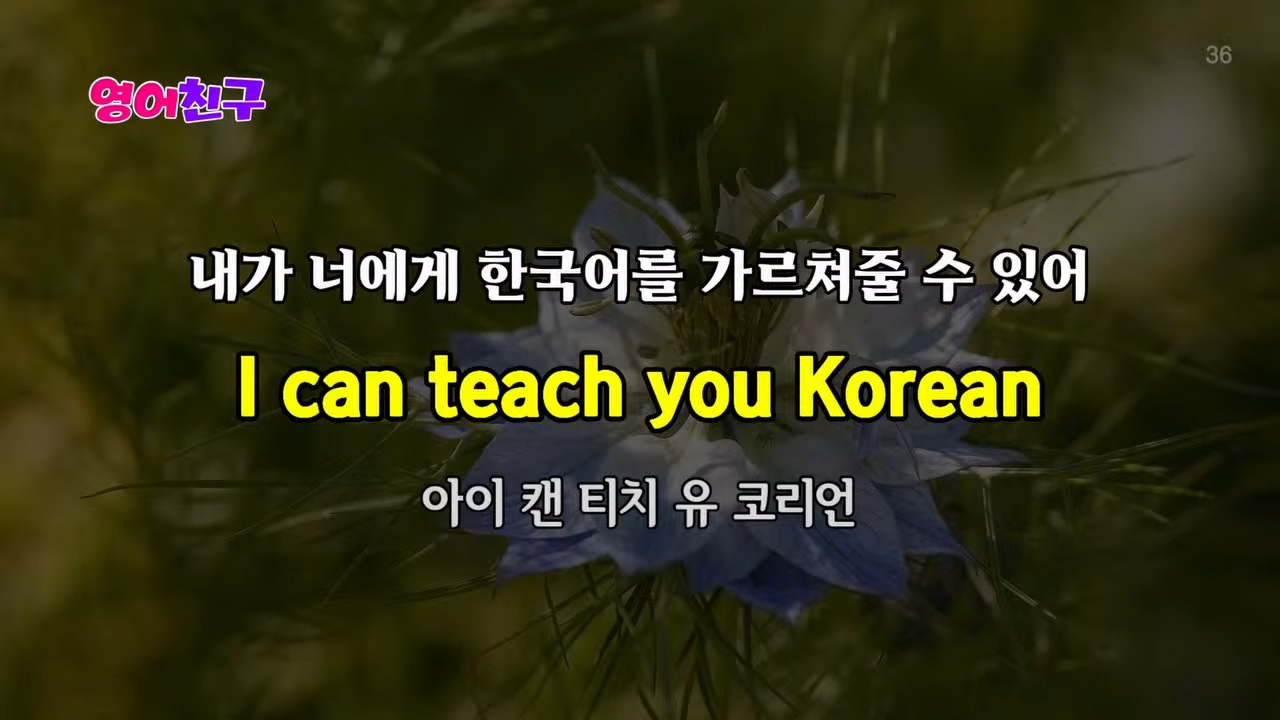 36
영어친구
내가 너에게 한국어를 가르쳐줄 수 있어
I can teach you Korean
아이 캔 티치 유 코리언